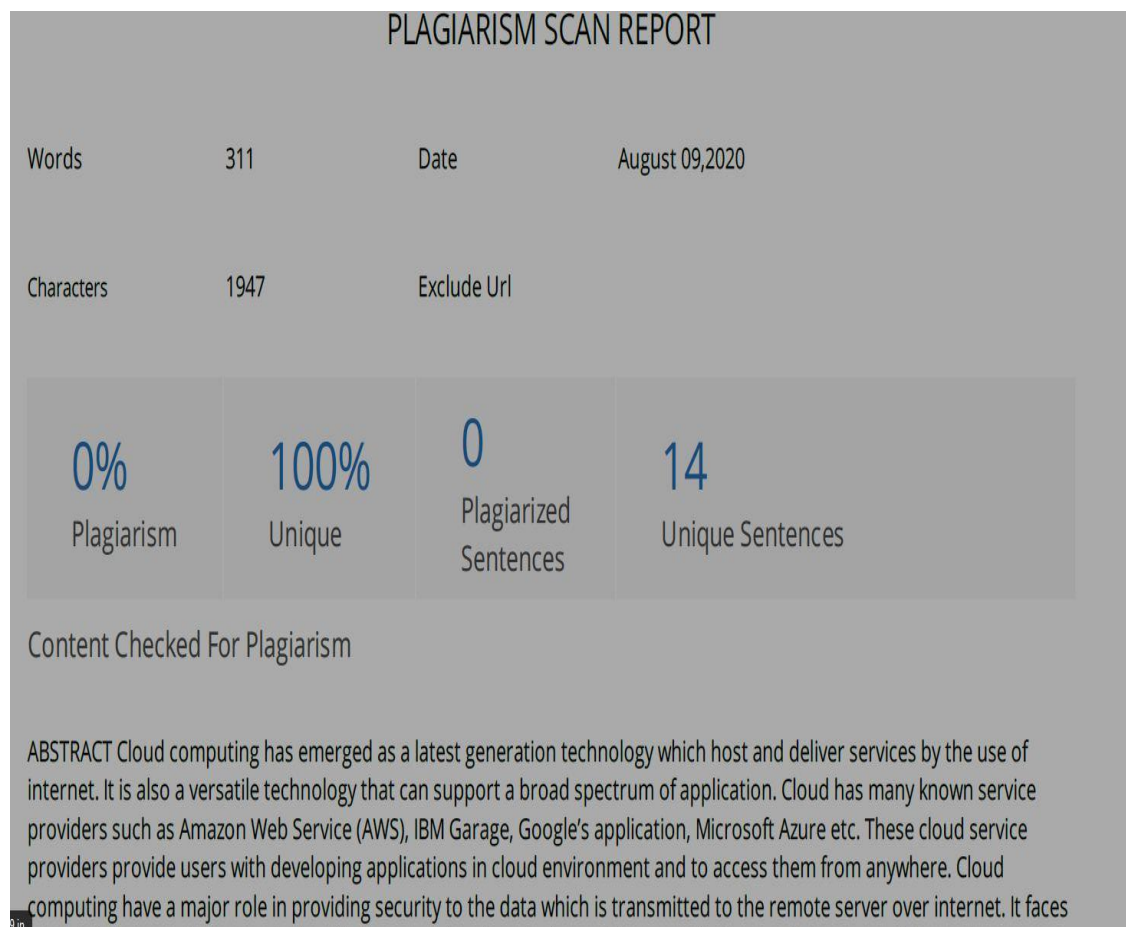 PLAGIARISM SCAN REPORT
Words 311 Date August 09,2020
Characters 1947 Exclude Url
0% 100% 0 14
Plagiarism Unique Plagiarized Sentences Unique Sentences
Content Checked For Plagiarism
ABSTRACT Cloud computing has emerged as a latest generation technology which host and deliver services by the use of
internet. It is also a versatile technology that can support a broad spectrum of application. Cloud has many known service
providers such as Amazon Web Service (AWS), IBM Garage, Google's application, Microsoft Azure etc. These cloud service
providers provide users with developing applications in cloud environment and to access them from anywhere. Cloud
computing have a major role in providing security to the data which is transmitted to the remote server over internet. It faces